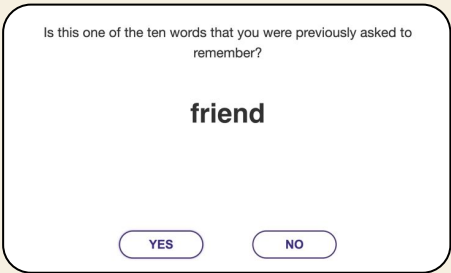 Is this one of the ten words that you were previously asked to
remember?
friend
YES
NO